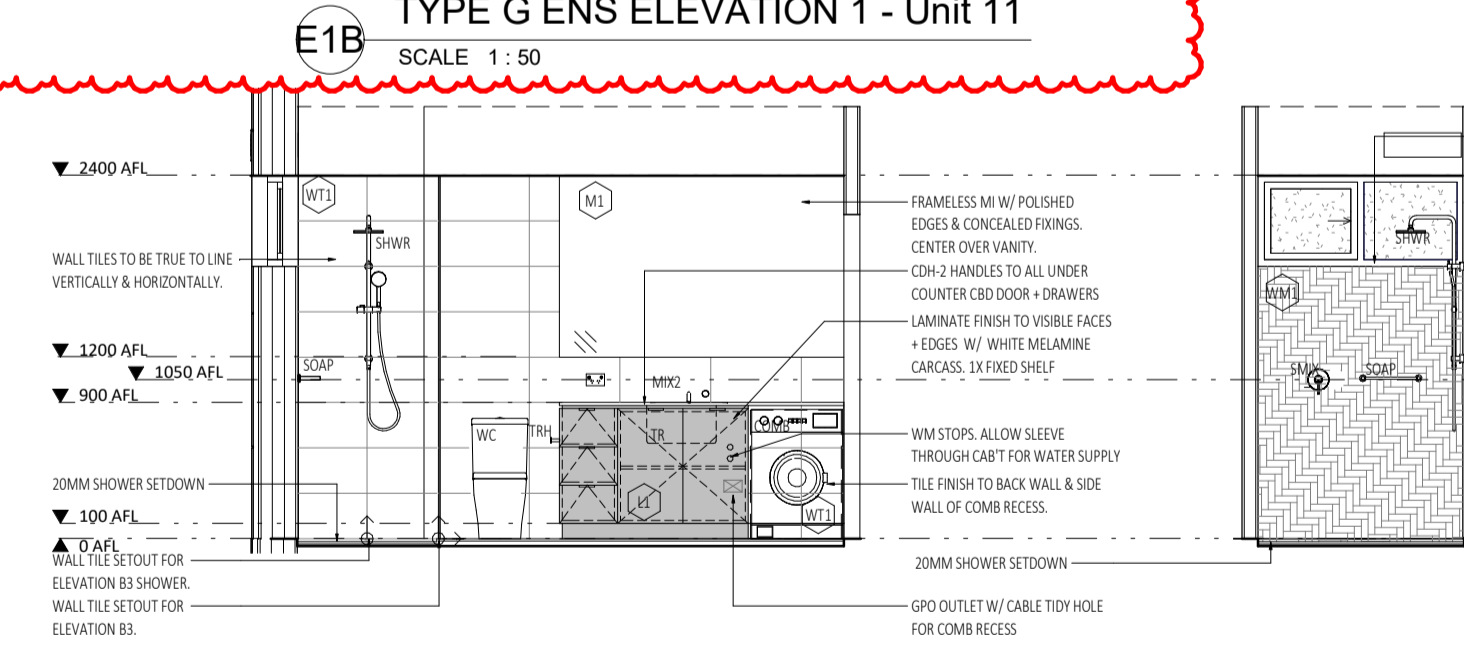 TYPE G ENS ELEVATION 1 - Unit 11
E1B
SCALE 1 : 50
2400 AFL
WALL TILES TO BE TRUE TO LINE
VERTICALLY & HORIZONTALLY.
1200 AFL
1050 AFL
900 AFL
20MM SHOWER SETDOWN
100 AFL
0 AFL
WALL TILE SETOUT FOR
ELEVATION B3 SHOWER.
WALL TILE SETOUT FOR
ELEVATION B3.
WT1
SHWR
SOAP
M1
MIX2
WC
TRH
TR
COMB
L1
WT1
FRAMELESS MI W/ POLISHED
EDGES & CONCEALED FIXINGS.
CENTER OVER VANITY.
CDH-2 HANDLES TO ALL UNDER
COUNTER CBD DOOR + DRAWERS
LAMINATE FINISH TO VISIBLE FACES
+ EDGES W/ WHITE MELAMINE
CARCASS. 1X FIXED SHELF
WM STOPS. ALLOW SLEEVE
THROUGH CAB'T FOR WATER SUPPLY
TILE FINISH TO BACK WALL & SIDE
WALL OF COMB RECESS.
20MM SHOWER SETDOWN
GPO OUTLET W/ CABLE TIDY HOLE
FOR COMB RECESS
SHWR
WM1
SMIX
SOAP